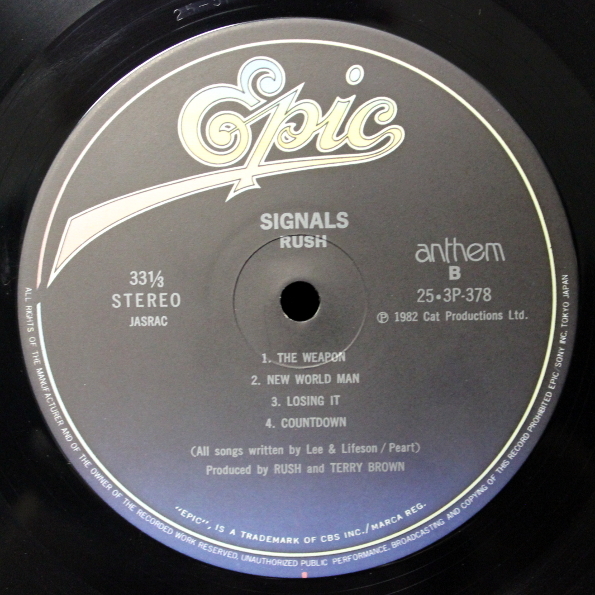 25-3
Epic
SIGNALS
RUSH
33⅓
STEREO
JASRAC
anthem
B
25•3P-378
℗ 1982 Cat Productions Ltd.
1. THE WEAPON
2. NEW WORLD MAN
3. LOSING IT
4. COUNTDOWN
(All songs written by Lee & Lifeson / Peart)
Produced by RUSH and TERRY BROWN
"EPIC", IS A TRADEMARK OF CBS INC./MARCA REG.
ALL RIGHTS OF THE MANUFACTURER AND OF THE OWNER OF THE RECORDED WORK RESERVED, UNAUTHORIZED PUBLIC PERFORMANCE, BROADCASTING AND COPYING OF THIS RECORD PROHIBITED EPIC·SONY INC. TOKYO JAPAN